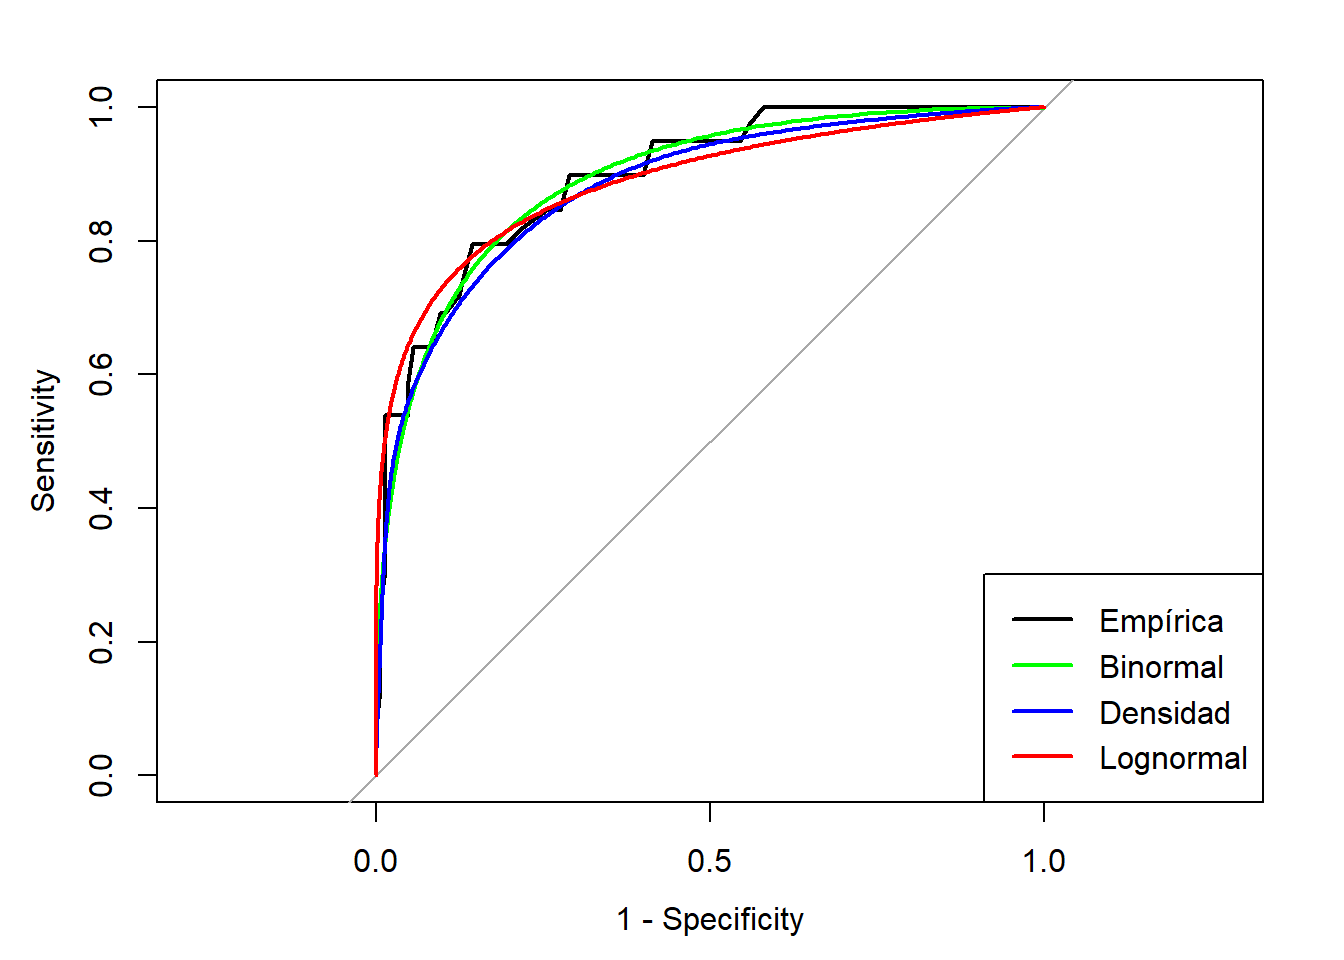 1.0
0.8
0.6
0.4
0.2
0.0
Sensitivity
0.0 0.5 1.0
1 - Specificity
Empírica
Binormal
Densidad
Lognormal